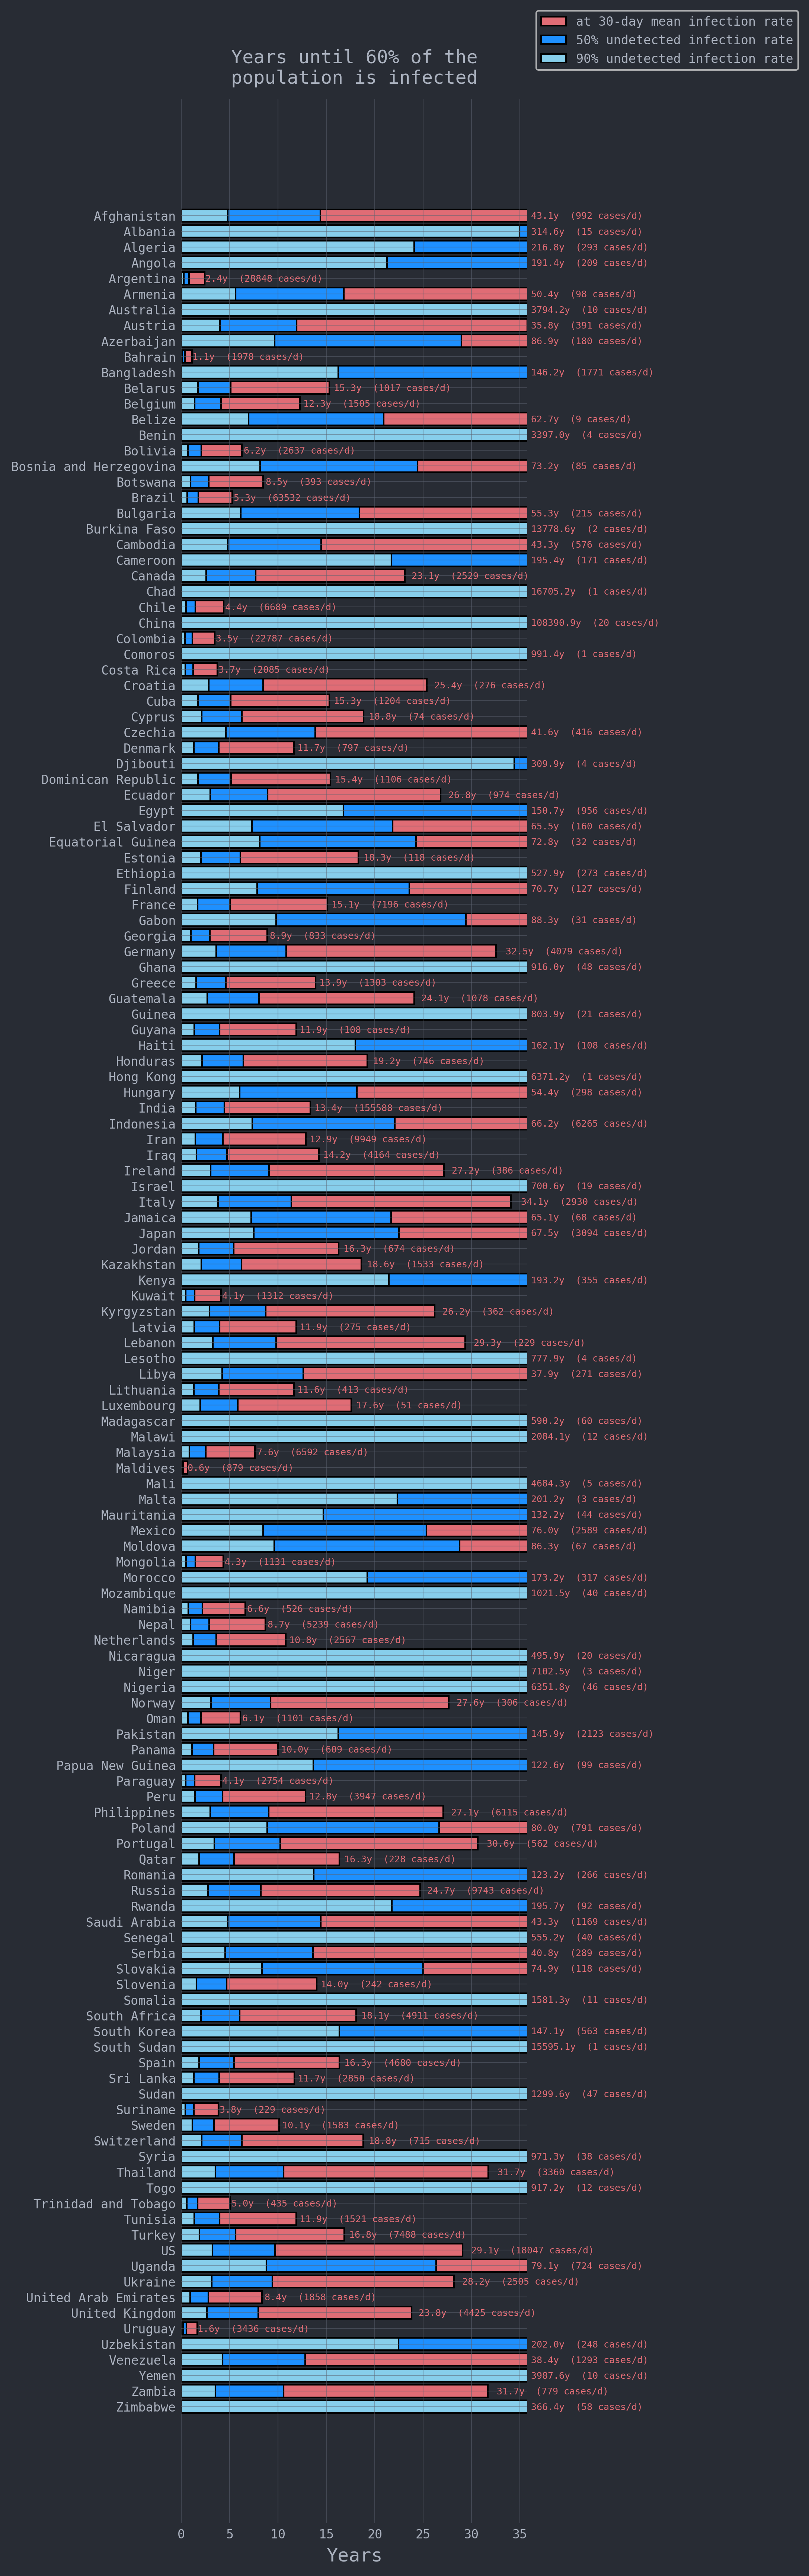 at 30-day mean infection rate
50% undetected infection rate
90% undetected infection rate
Years until 60% of the
population is infected
Afghanistan 43.1y (992 cases/d)
Albania 314.6y (15 cases/d)
Algeria 216.8y (293 cases/d)
Angola 191.4y (209 cases/d)
Argentina 2.4y (28848 cases/d)
Armenia 50.4y (98 cases/d)
Australia 3794.2y (10 cases/d)
Austria 35.8y (391 cases/d)
Azerbaijan 86.9y (180 cases/d)
Bahrain 1.1y (1978 cases/d)
Bangladesh 146.2y (1771 cases/d)
Belarus 15.3y (1017 cases/d)
Belgium 12.3y (1505 cases/d)
Belize 62.7y (9 cases/d)
Benin 3397.0y (4 cases/d)
Bolivia 6.2y (2637 cases/d)
Bosnia and Herzegovina 73.2y (85 cases/d)
Botswana 8.5y (393 cases/d)
Brazil 5.3y (63532 cases/d)
Bulgaria 55.3y (215 cases/d)
Burkina Faso 13778.6y (2 cases/d)
Cambodia 43.3y (576 cases/d)
Cameroon 195.4y (171 cases/d)
Canada 23.1y (2529 cases/d)
Chad 16705.2y (1 cases/d)
Chile 4.4y (6689 cases/d)
China 108390.9y (20 cases/d)
Colombia 3.5y (22787 cases/d)
Comoros 991.4y (1 cases/d)
Costa Rica 3.7y (2085 cases/d)
Croatia 25.4y (276 cases/d)
Cuba 15.3y (1204 cases/d)
Cyprus 18.8y (74 cases/d)
Czechia 41.6y (416 cases/d)
Denmark 11.7y (797 cases/d)
Djibouti 309.9y (4 cases/d)
Dominican Republic 15.4y (1106 cases/d)
Ecuador 26.8y (974 cases/d)
Egypt 150.7y (956 cases/d)
El Salvador 65.5y (160 cases/d)
Equatorial Guinea 72.8y (32 cases/d)
Estonia 18.3y (118 cases/d)
Ethiopia 527.9y (273 cases/d)
Finland 70.7y (127 cases/d)
France 15.1y (7196 cases/d)
Gabon 88.3y (31 cases/d)
Georgia 8.9y (833 cases/d)
Germany 32.5y (4079 cases/d)
Ghana 916.0y (48 cases/d)
Greece 13.9y (1303 cases/d)
Guatemala 24.1y (1078 cases/d)
Guinea 803.9y (21 cases/d)
Guyana 11.9y (108 cases/d)
Haiti 162.1y (108 cases/d)
Honduras 19.2y (746 cases/d)
Hong Kong 6371.2y (1 cases/d)
Hungary 54.4y (298 cases/d)
India 13.4y (155588 cases/d)
Indonesia 66.2y (6265 cases/d)
Iran 12.9y (9949 cases/d)
Iraq 14.2y (4164 cases/d)
Ireland 27.2y (386 cases/d)
Israel 700.6y (19 cases/d)
Italy 34.1y (2930 cases/d)
Jamaica 65.1y (68 cases/d)
Japan 67.5y (3094 cases/d)
Jordan 16.3y (674 cases/d)
Kazakhstan 18.6y (1533 cases/d)
Kenya 193.2y (355 cases/d)
Kuwait 4.1y (1312 cases/d)
Kyrgyzstan 26.2y (362 cases/d)
Latvia 11.9y (275 cases/d)
Lebanon 29.3y (229 cases/d)
Lesotho 777.9y (4 cases/d)
Libya 37.9y (271 cases/d)
Lithuania 11.6y (413 cases/d)
Luxembourg 17.6y (51 cases/d)
Madagascar 590.2y (60 cases/d)
Malawi 2084.1y (12 cases/d)
Malaysia 7.6y (6592 cases/d)
Maldives 0.6y (879 cases/d)
Mali 4684.3y (5 cases/d)
Malta 201.2y (3 cases/d)
Mauritania 132.2y (44 cases/d)
Mexico 76.0y (2589 cases/d)
Moldova 86.3y (67 cases/d)
Mongolia 4.3y (1131 cases/d)
Morocco 173.2y (317 cases/d)
Mozambique 1021.5y (40 cases/d)
Namibia 6.6y (526 cases/d)
Nepal 8.7y (5239 cases/d)
Netherlands 10.8y (2567 cases/d)
Nicaragua 495.9y (20 cases/d)
Niger 7102.5y (3 cases/d)
Nigeria 6351.8y (46 cases/d)
Norway 27.6y (306 cases/d)
Oman 6.1y (1101 cases/d)
Pakistan 145.9y (2123 cases/d)
Panama 10.0y (609 cases/d)
Papua New Guinea 122.6y (99 cases/d)
Paraguay 4.1y (2754 cases/d)
Peru 12.8y (3947 cases/d)
Philippines 27.1y (6115 cases/d)
Poland 80.0y (791 cases/d)
Portugal 30.6y (562 cases/d)
Qatar 16.3y (228 cases/d)
Romania 123.2y (266 cases/d)
Russia 24.7y (9743 cases/d)
Rwanda 195.7y (92 cases/d)
Saudi Arabia 43.3y (1169 cases/d)
Senegal 555.2y (40 cases/d)
Serbia 40.8y (289 cases/d)
Slovakia 74.9y (118 cases/d)
Slovenia 14.0y (242 cases/d)
Somalia 1581.3y (11 cases/d)
South Africa 18.1y (4911 cases/d)
South Korea 147.1y (563 cases/d)
South Sudan 15595.1y (1 cases/d)
Spain 16.3y (4680 cases/d)
Sri Lanka 11.7y (2850 cases/d)
Sudan 1299.6y (47 cases/d)
Suriname 3.8y (229 cases/d)
Sweden 10.1y (1583 cases/d)
Switzerland 18.8y (715 cases/d)
Syria 971.3y (38 cases/d)
Thailand 31.7y (3360 cases/d)
Togo 917.2y (12 cases/d)
Trinidad and Tobago 5.0y (435 cases/d)
Tunisia 11.9y (1521 cases/d)
Turkey 16.8y (7488 cases/d)
US 29.1y (18047 cases/d)
Uganda 79.1y (724 cases/d)
Ukraine 28.2y (2505 cases/d)
United Arab Emirates 8.4y (1858 cases/d)
United Kingdom 23.8y (4425 cases/d)
Uruguay 1.6y (3436 cases/d)
Uzbekistan 202.0y (248 cases/d)
Venezuela 38.4y (1293 cases/d)
Yemen 3987.6y (10 cases/d)
Zambia 31.7y (779 cases/d)
Zimbabwe 366.4y (58 cases/d)
0 5 10 15 20 25 30 35
Years